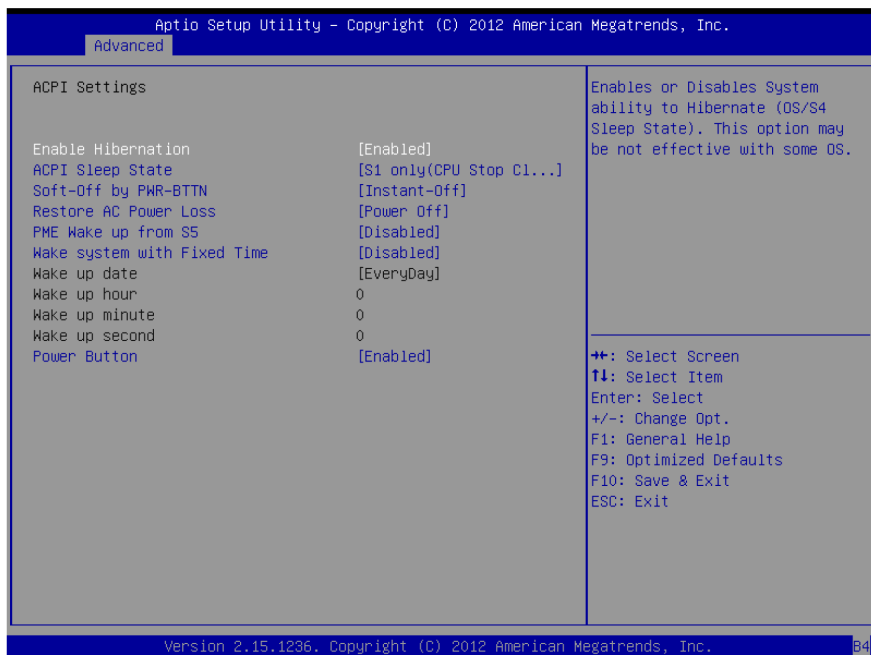 Aptio Setup Utility – Copyright (C) 2012 American Megatrends, Inc.
Advanced
ACPI Settings
Enable Hibernation [Enabled]
ACPI Sleep State [S1 only(CPU Stop Cl...]
Soft-Off by PWR-BTTN [Instant-Off]
Restore AC Power Loss [Power Off]
PME Wake up from S5 [Disabled]
Wake system with Fixed Time [Disabled]
Wake up date [EveryDay]
Wake up hour 0
Wake up minute 0
Wake up second 0
Power Button [Enabled]
Enables or Disables System
ability to Hibernate (OS/S4
Sleep State). This option may
be not effective with some OS.
→←: Select Screen
↑↓: Select Item
Enter: Select
+/-: Change Opt.
F1: General Help
F9: Optimized Defaults
F10: Save & Exit
ESC: Exit
Version 2.15.1236. Copyright (C) 2012 American Megatrends, Inc.
B4